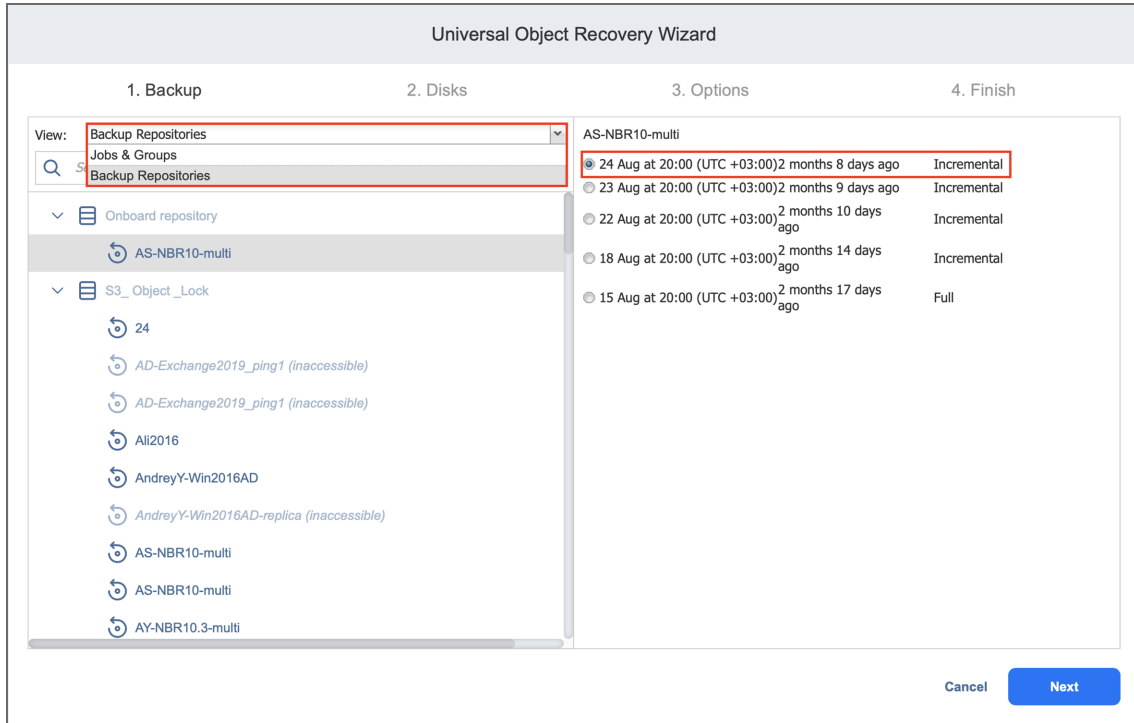 Universal Object Recovery Wizard
1. Backup
2. Disks
3. Options
4. Finish
View:
Backup Repositories
Jobs & Groups
Backup Repositories
Onboard repository
AS-NBR10-multi
S3_ Object _Lock
24
AD-Exchange2019_ping1 (inaccessible)
AD-Exchange2019_ping1 (inaccessible)
Ali2016
AndreyY-Win2016AD
AndreyY-Win2016AD-replica (inaccessible)
AS-NBR10-multi
AS-NBR10-multi
AY-NBR10.3-multi
AS-NBR10-multi
24 Aug at 20:00 (UTC +03:00) 2 months 8 days ago Incremental
23 Aug at 20:00 (UTC +03:00) 2 months 9 days ago Incremental
22 Aug at 20:00 (UTC +03:00) 2 months 10 days
ago
Incremental
18 Aug at 20:00 (UTC +03:00) 2 months 14 days
ago
Incremental
15 Aug at 20:00 (UTC +03:00) 2 months 17 days
ago
Full
Cancel
Next